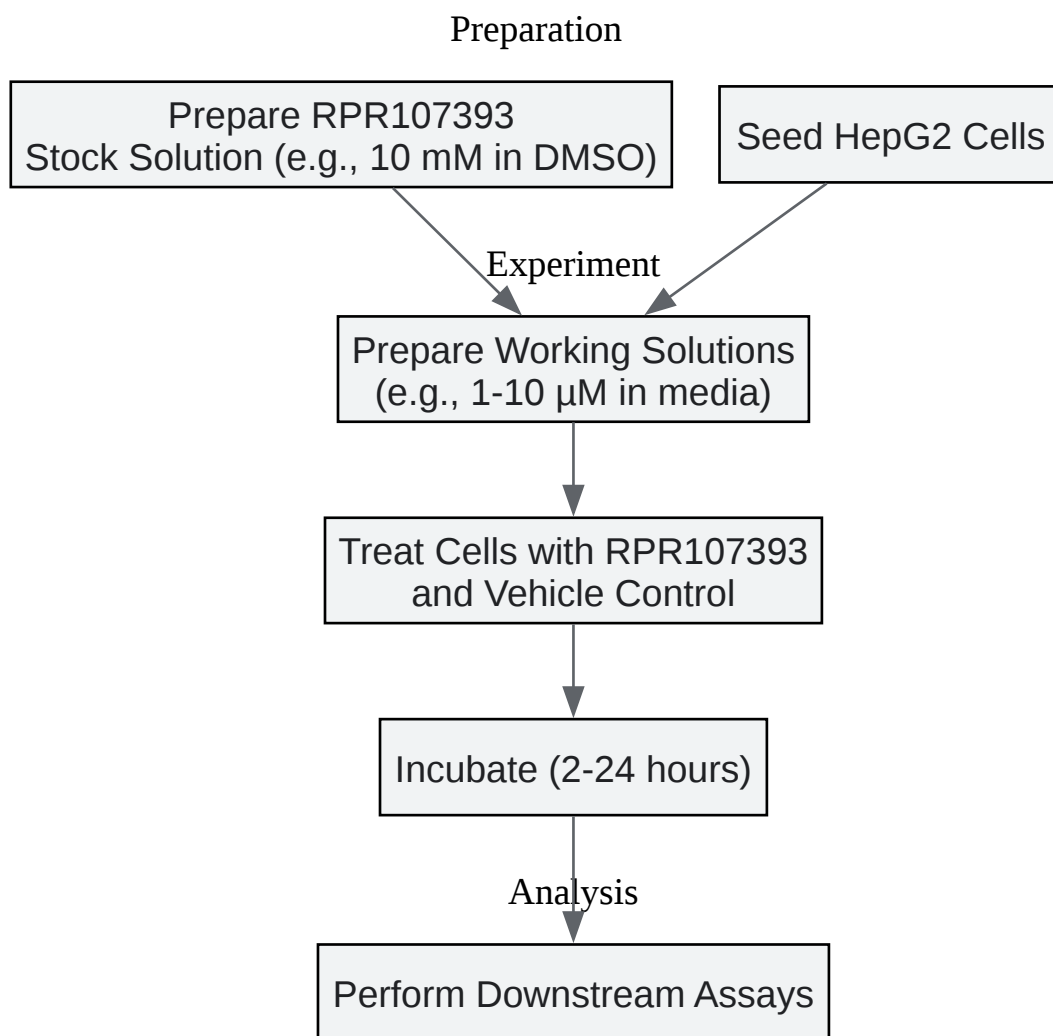 Preparation
Prepare RPR107393
Stock Solution (e.g., 10 mM in DMSO)
Seed HepG2 Cells
Experiment
Prepare Working Solutions
(e.g., 1-10 µM in media)
Treat Cells with RPR107393
and Vehicle Control
Incubate (2-24 hours)
Analysis
Perform Downstream Assays